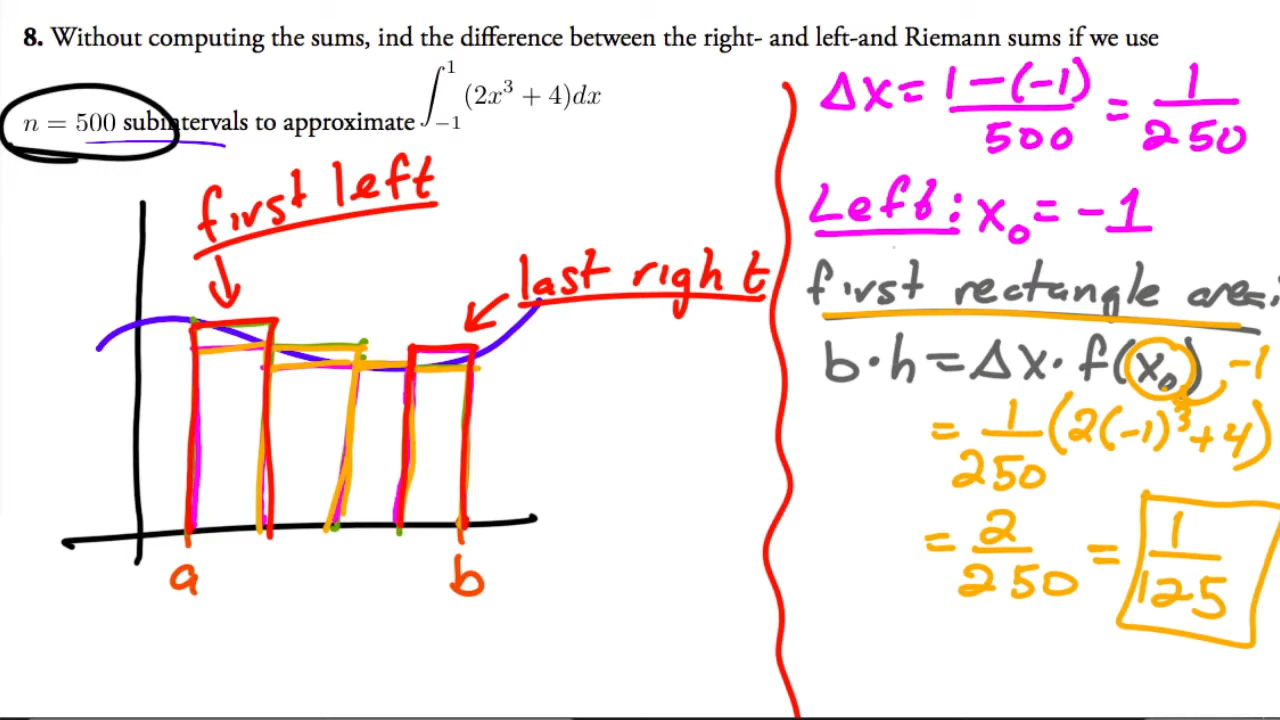 8. Without computing the sums, ind the difference between the right- and left-and Riemann sums if we use
n = 500 subintervals to approximate ∫_{-1}^{1} (2x³ + 4)dx
first left
last right
a b
Δx = 1-(-1)/500 = 1/250
Left: x₀ = -1
first rectangle area:
b·h = Δx · f(x₀) -1
= 1/250 (2(-1)³+4)
= 2/250 = 1/125